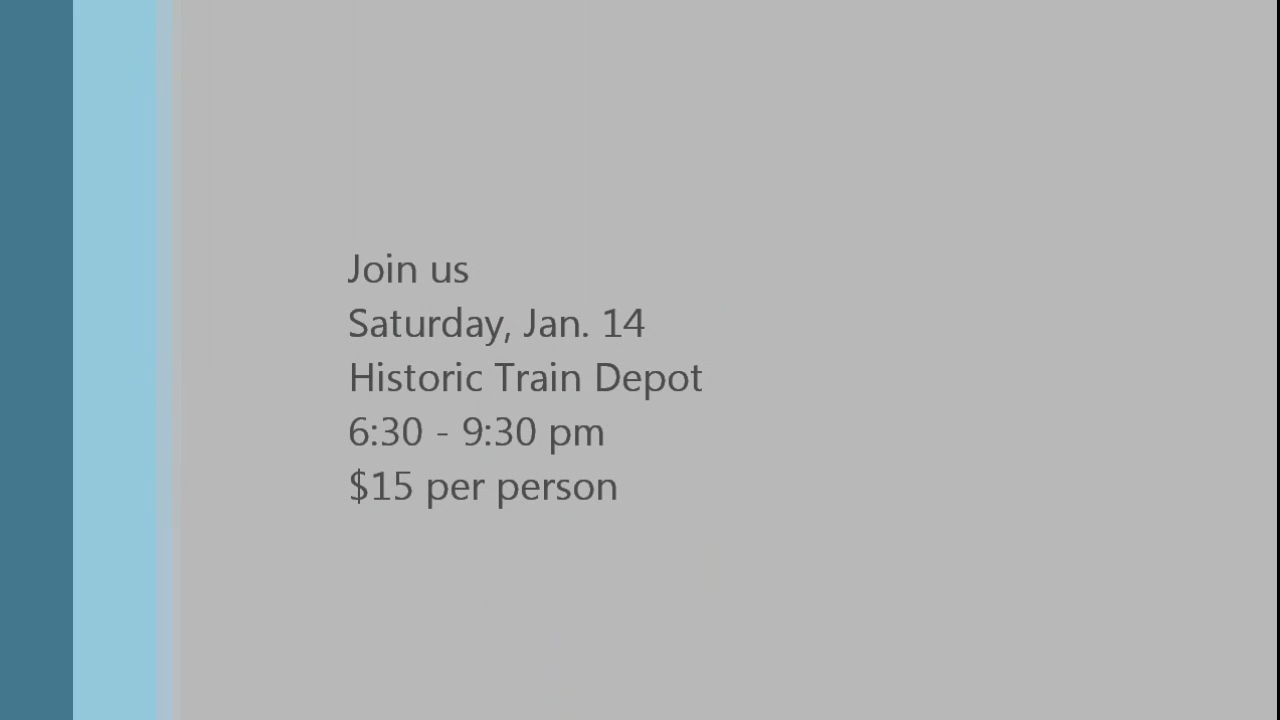 Join us
Saturday, Jan. 14
Historic Train Depot
6:30 - 9:30 pm
$15 per person